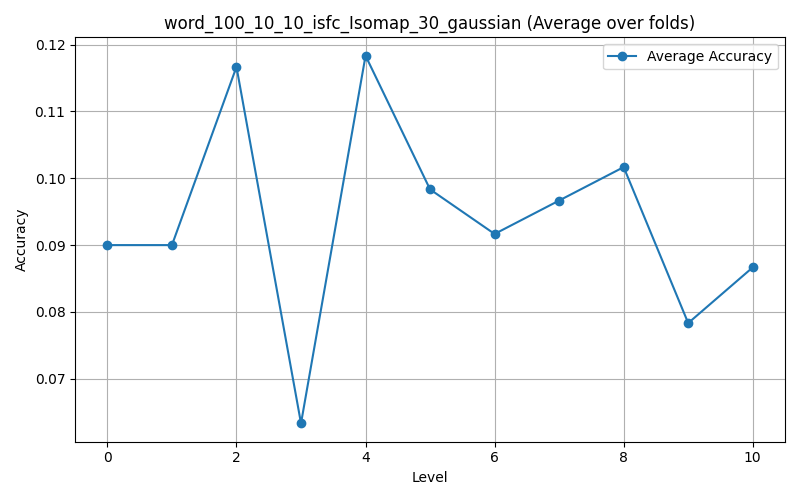 word_100_10_10_isfc_Isomap_30_gaussian (Average over folds)
Average Accuracy
Accuracy
0.12
0.11
0.10
0.09
0.08
0.07
0 2 4 6 8 10
Level